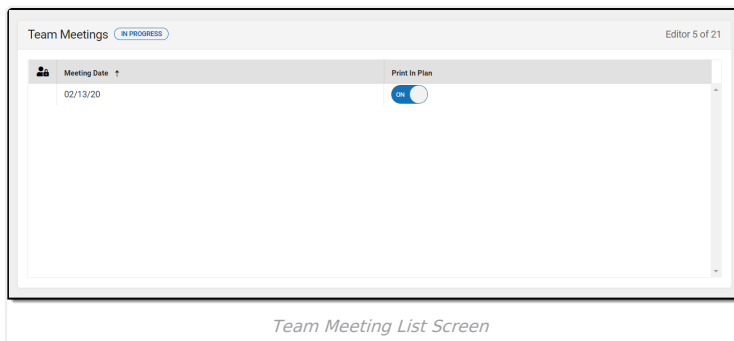 Team Meetings IN PROGRESS Editor 5 of 21
Meeting Date ↑ Print In Plan
02/13/20 ON
Team Meeting List Screen